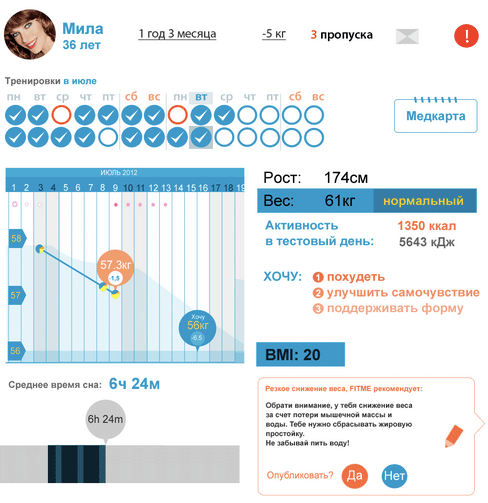 Мила
36 лет
1 год 3 месяца
-5 кг
3 пропуска
!
Тренировки в июле
пн вт ср чт пт сб вс пн вт ср чт пт сб вс
Медкарта
ИЮЛЬ 2012
1 2 3 4 5 6 7 8 9 10 11 12 13 14 15 16 17 18 19
58
57.3кг
-1,5
57
Хочу
56кг
-6.5
56
Рост: 174см
Вес: 61кг нормальный
Активность 1350 ккал
в тестовый день: 5643 кДж
ХОЧУ: 1 похудеть
2 улучшить самочувствие
3 поддерживать форму
BMI: 20
Среднее время сна: 6ч 24м
6h 24m
Резкое снижение веса, FITME рекомендует:
Обрати внимание, у тебя снижение веса
за счет потери мышечной массы и
воды. Тебе нужно сбрасывать жировую
простойку.
Не забывай пить воду!
Опубликовать? Да Нет